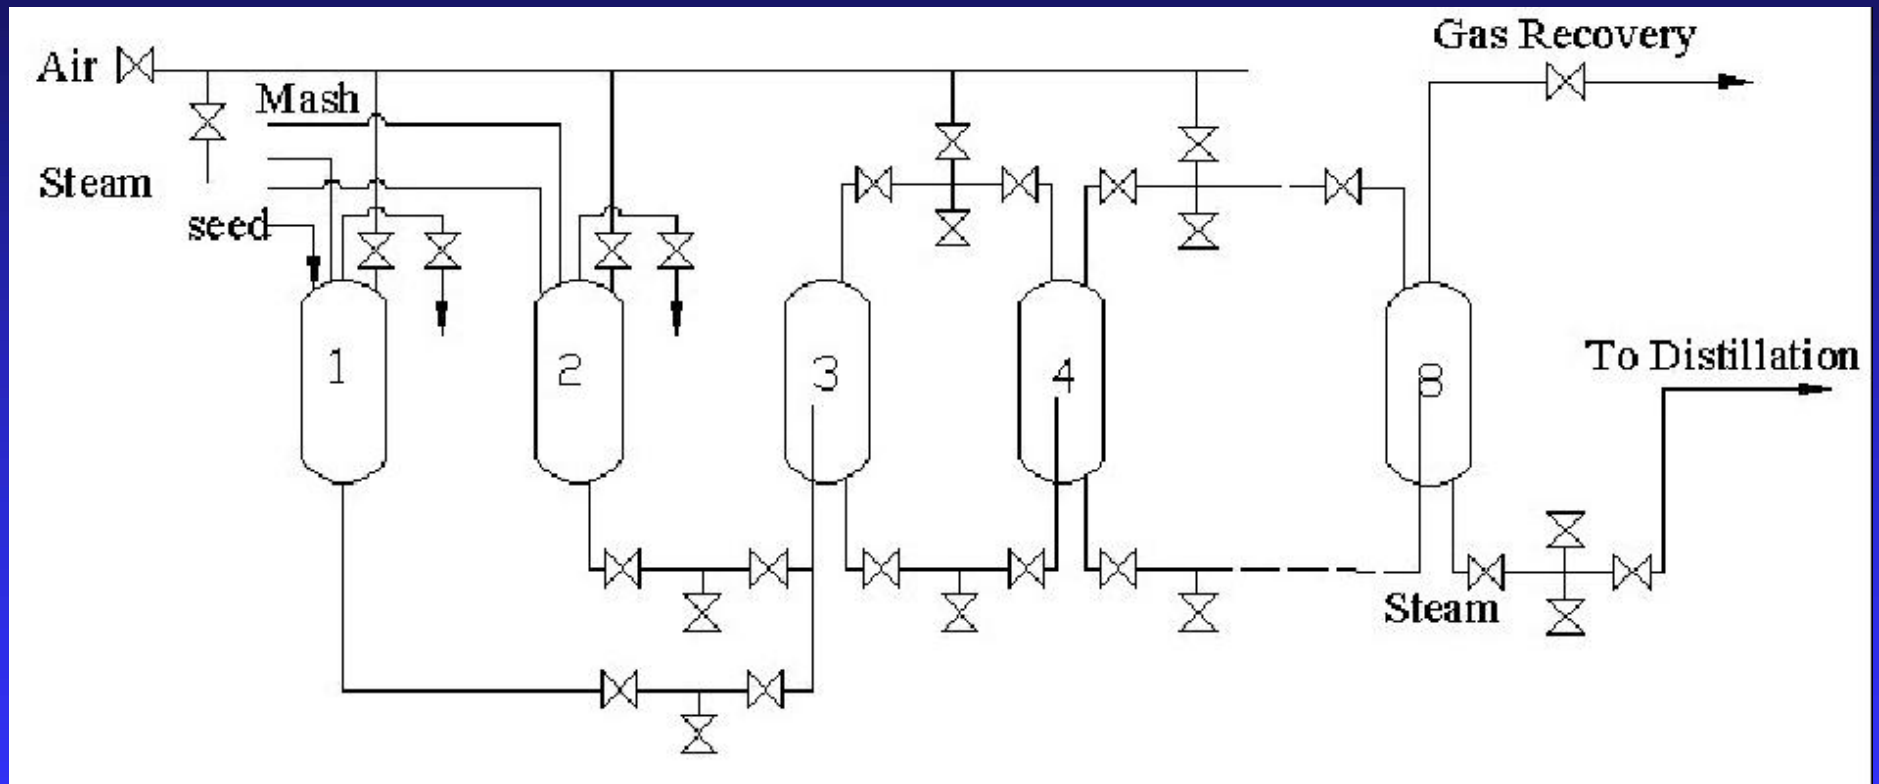 Gas Recovery
Air
Mash
Steam
seed
To Distillation
1
2
3
4
8
Steam